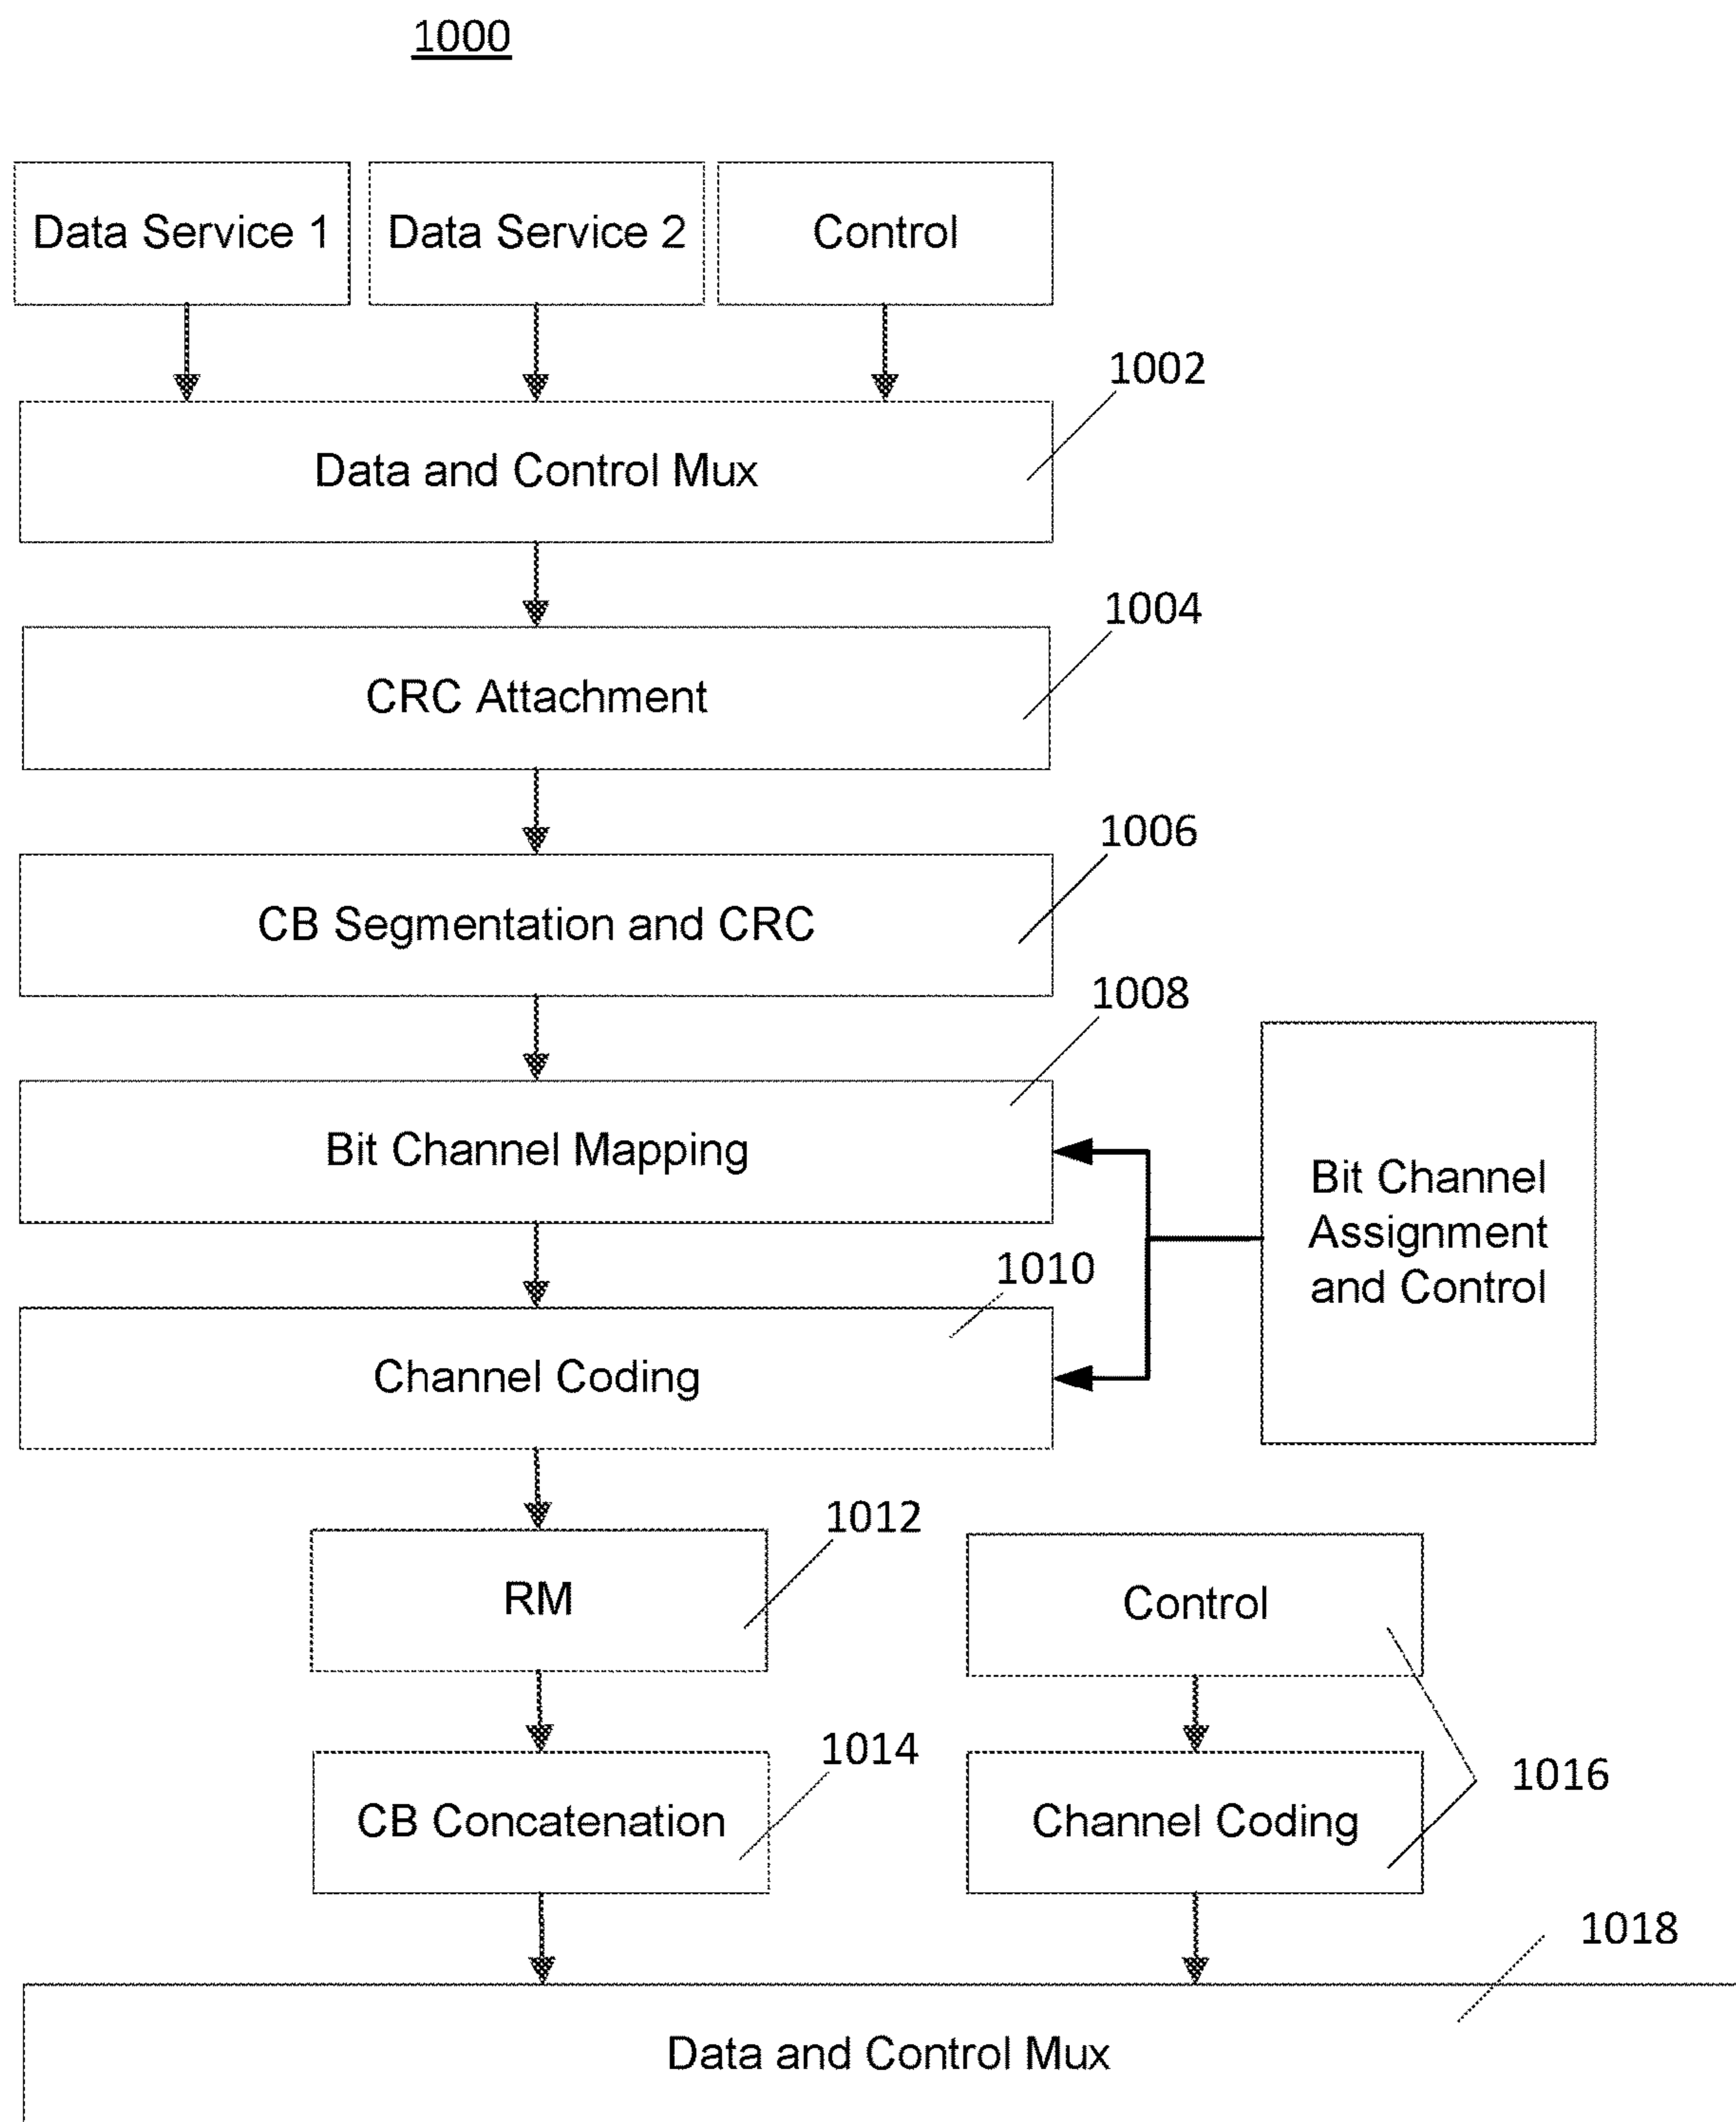 1000
Data Service 1
Data Service 2
Control
1002
Data and Control Mux
1004
CRC Attachment
1006
CB Segmentation and CRC
1008
Bit Channel Mapping
Bit Channel
Assignment
and Control
1010
Channel Coding
1012
RM
Control
1014
CB Concatenation
Channel Coding
1016
1018
Data and Control Mux